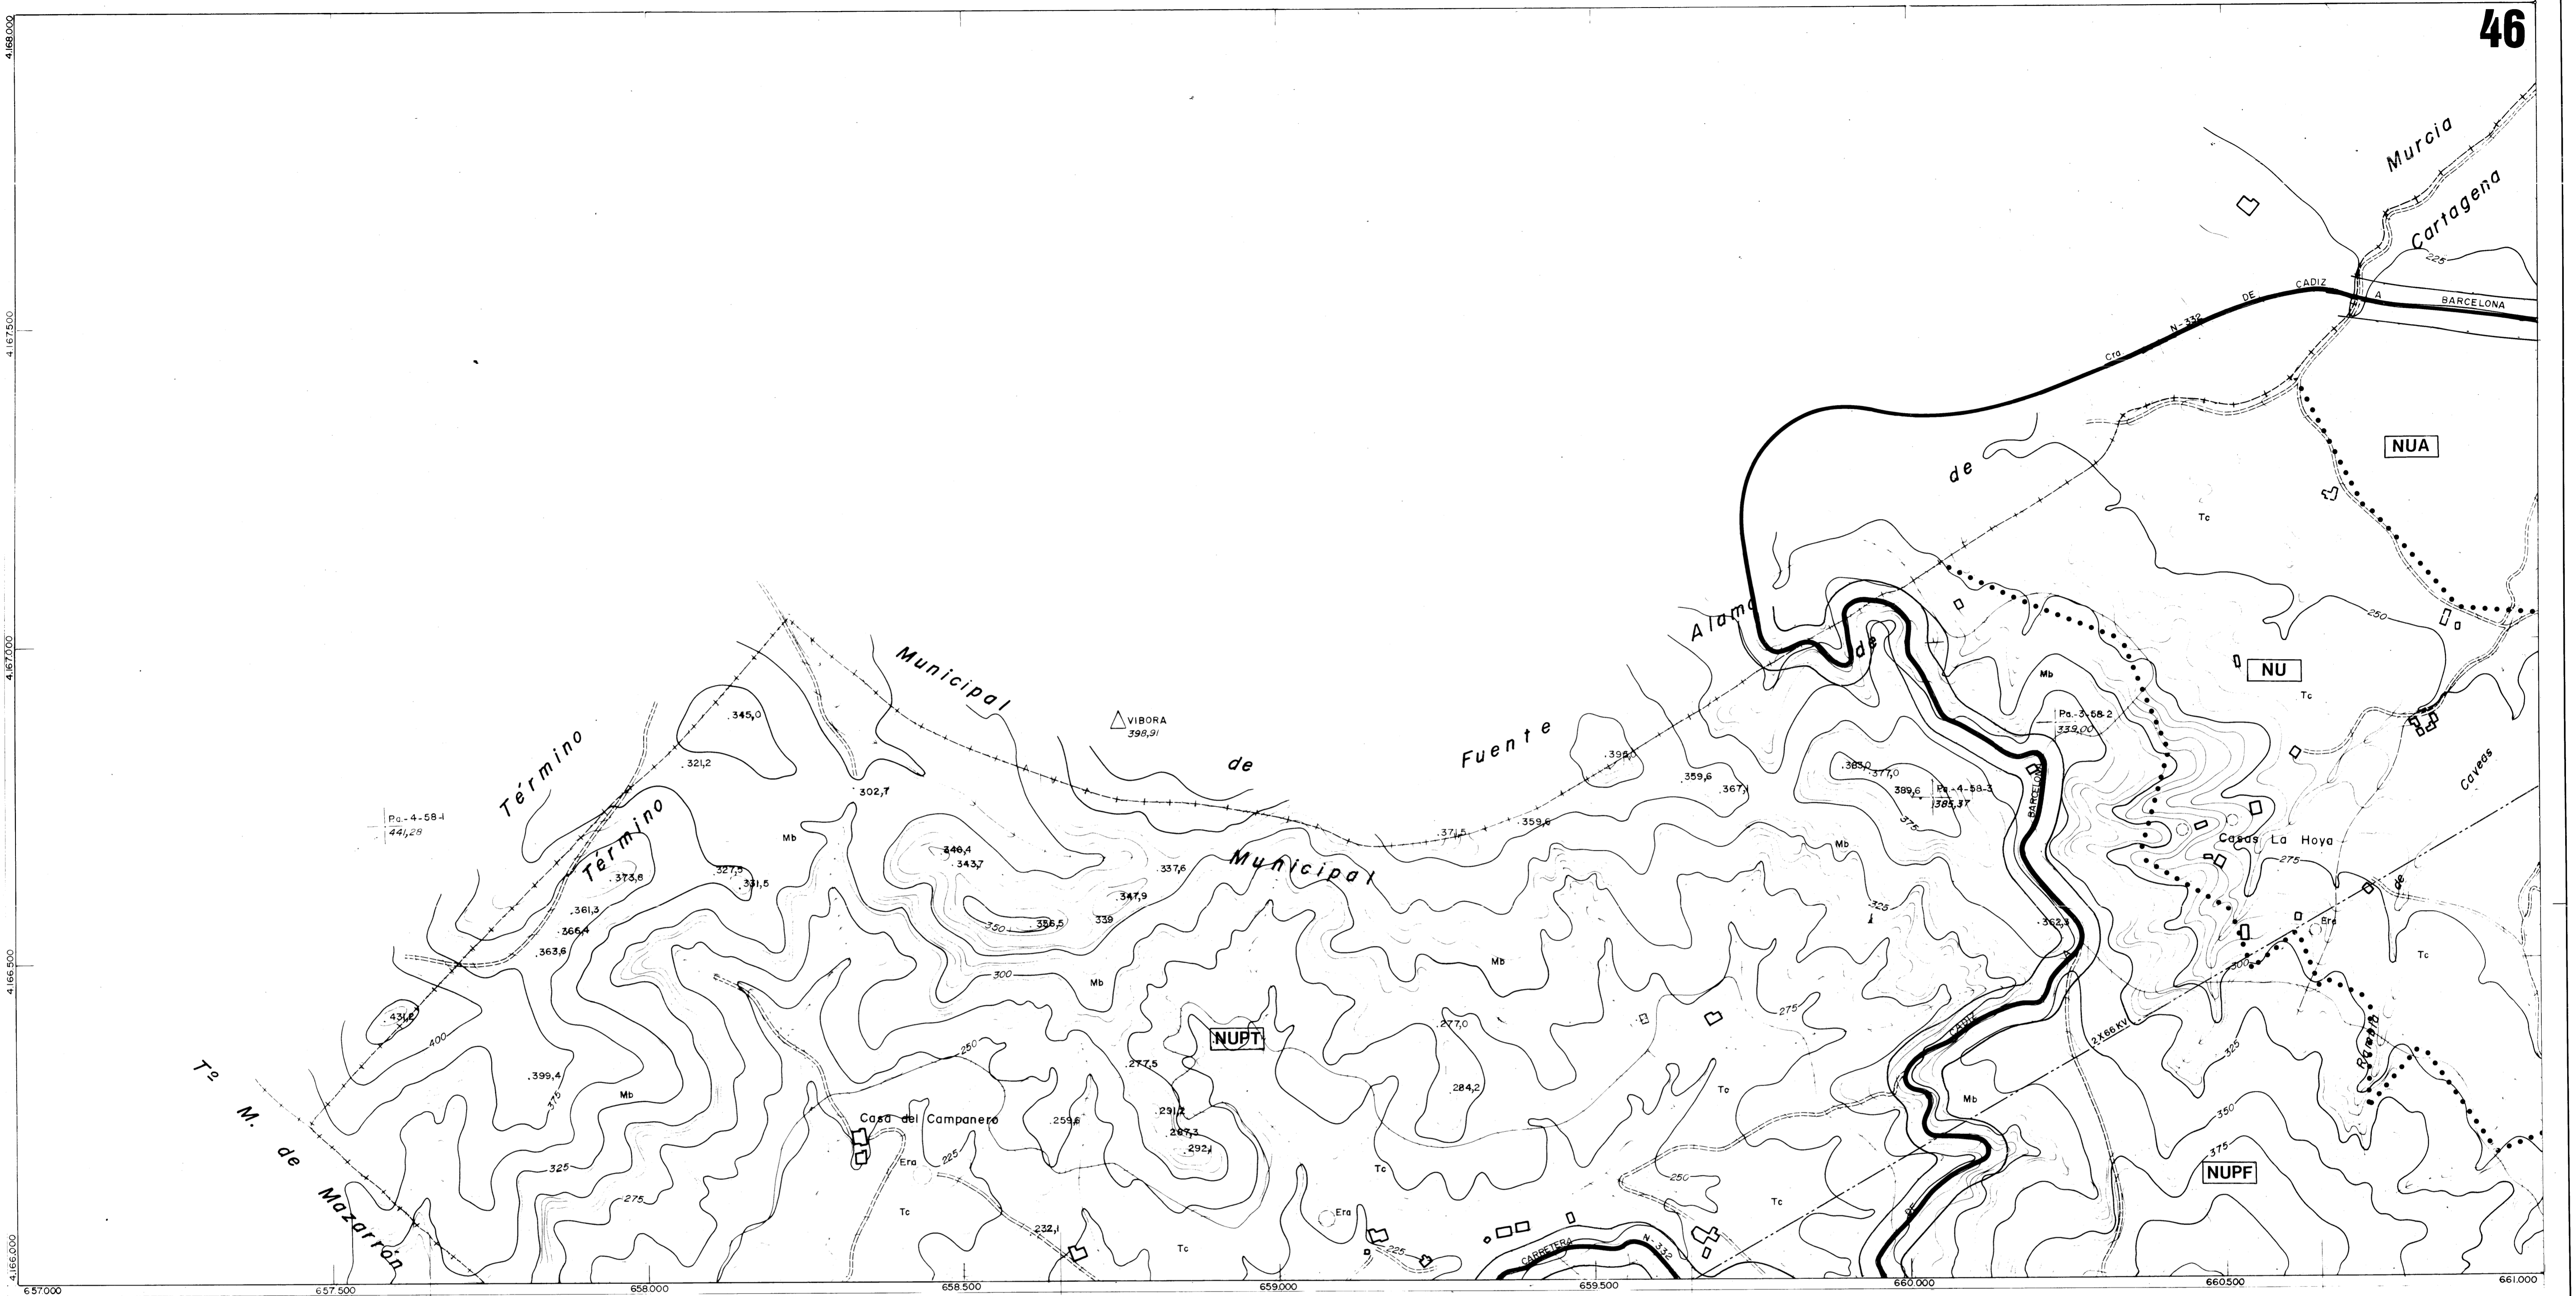 46
4.168.000
4.167.500
4.167.000
4.166.500
4.166.000
Murcia
Cartagena
225
Cra N-332 DE CADIZ A BARCELONA
NUA
de
Tc
250
Alamo
de
NU
Tc
Mb
Municipal
VIBORA
398,91
de
Fuente
Término
.345,0
.321,2
.302,7
Pa.-3-58-2
339,00
.359,6
.367,1
.383,0
.377,0
389,6
Pa.-4-58-3
385,37
375
BARCELONA
Caveas
de
Rambla
Pa.-4-58-1
441,28
Término
Mb
.371,5
.359,6
Mb
Casas La Hoya
275
.346,4
.343,7
.337,6
Municipal
.373,6
.327,5
.331,5
.347,9
339
350
.356,5
.361,3
.366,4
.363,6
325
.362,3
Era
Tc
300
Mb
Mb
300
.431,2
400
NUPT
275
.277,0
CADIZ
2X66 KV
325
250
.277,5
.399,4
375
Mb
.284,2
Tc
Mb
Tº M. de Mazarrón
Casa del Campanero
.259,6
.291,2
.287,3
.292,1
350
375
NUPF
Era
225
325
Tc
250
275
Tc
.232,1
Tc
Era
Tc
DE
225
CARRETERA
N-332
657.000
657.500
658.000
658.500
659.000
659.500
660.000
660.500
661.000